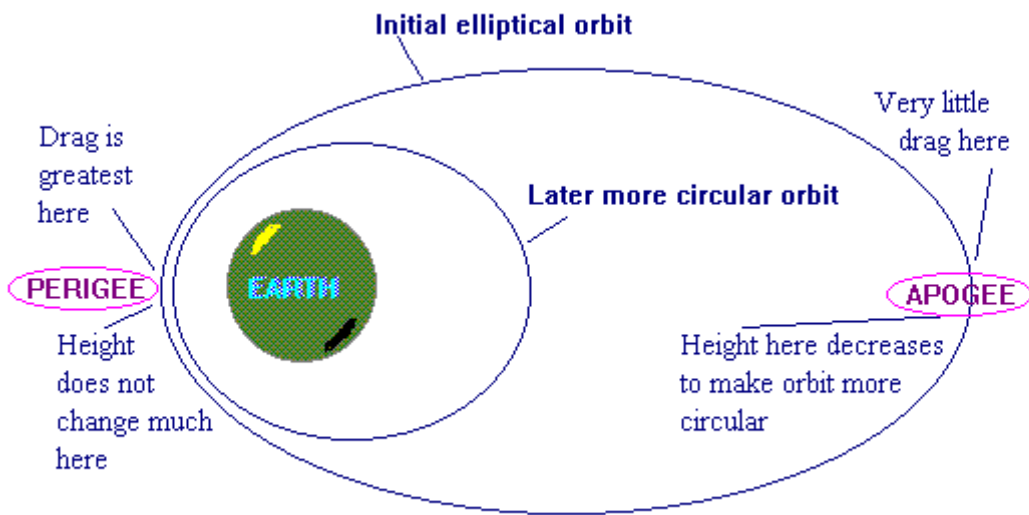 Initial elliptical orbit
Very little
drag here
Drag is
greatest
here
Later more circular orbit
EARTH
PERIGEE
APOGEE
Height
does not
change much
here
Height here decreases
to make orbit more
circular